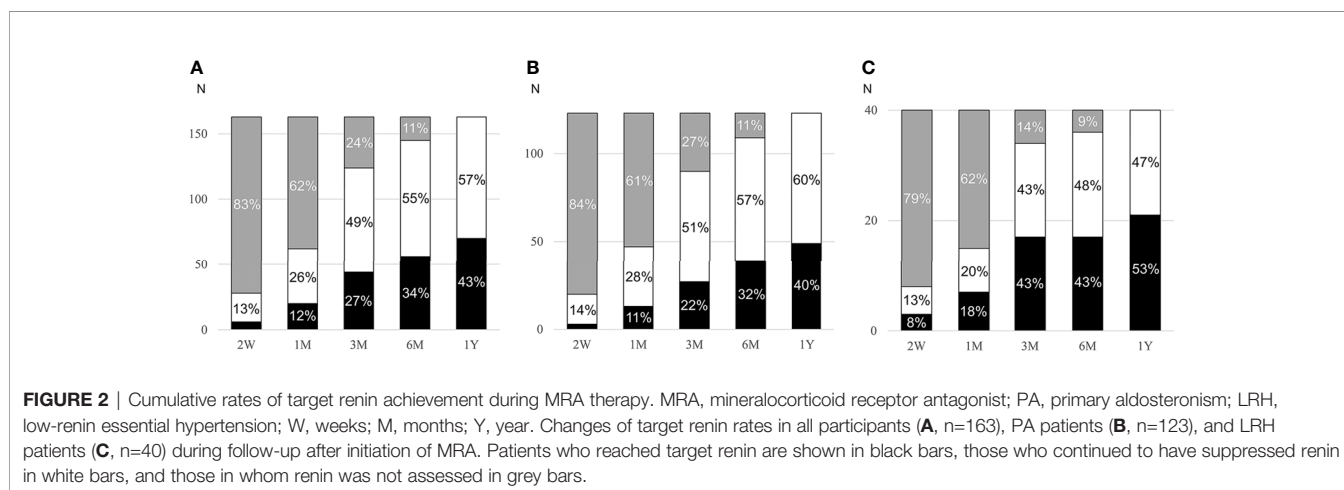 A
B
C
N
N
N
150
100
50
0
83%
13%
62%
26%
12%
24%
49%
27%
11%
55%
34%
57%
43%
2W
1M
3M
6M
1Y
100
50
0
84%
14%
61%
28%
11%
27%
51%
22%
11%
57%
32%
60%
40%
2W
1M
3M
6M
1Y
40
20
0
79%
13%
8%
62%
20%
18%
14%
43%
43%
9%
48%
43%
47%
53%
2W
1M
3M
6M
1Y
FIGURE 2 | Cumulative rates of target renin achievement during MRA therapy. MRA, mineralocorticoid receptor antagonist; PA, primary aldosteronism; LRH,
low-renin essential hypertension; W, weeks; M, months; Y, year. Changes of target renin rates in all participants (A, n=163), PA patients (B, n=123), and LRH
patients (C, n=40) during follow-up after initiation of MRA. Patients who reached target renin are shown in black bars, those who continued to have suppressed renin
in white bars, and those in whom renin was not assessed in grey bars.